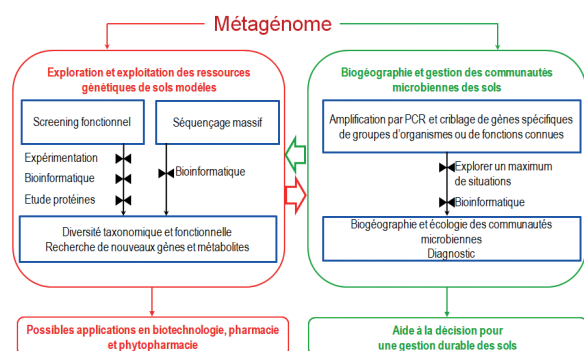 Métagénome
Exploration et exploitation des ressources
génétiques de sols modèles
Screening fonctionnel
Séquençage massif
Expérimentation
Bioinformatique
Etude protéines
Bioinformatique
Diversité taxonomique et fonctionnelle
Recherche de nouveaux gènes et métabolites
Possibles applications en biotechnologie, pharmacie
et phytopharmacie
Biogéographie et gestion des communautés
microbiennes des sols
Amplification par PCR et criblage de gènes spécifiques
de groupes d'organismes ou de fonctions connues
Explorer un maximum
de situations
Bioinformatique
Biogéographie et écologie des communautés
microbiennes
Diagnostic
Aide à la décision pour
une gestion durable des sols